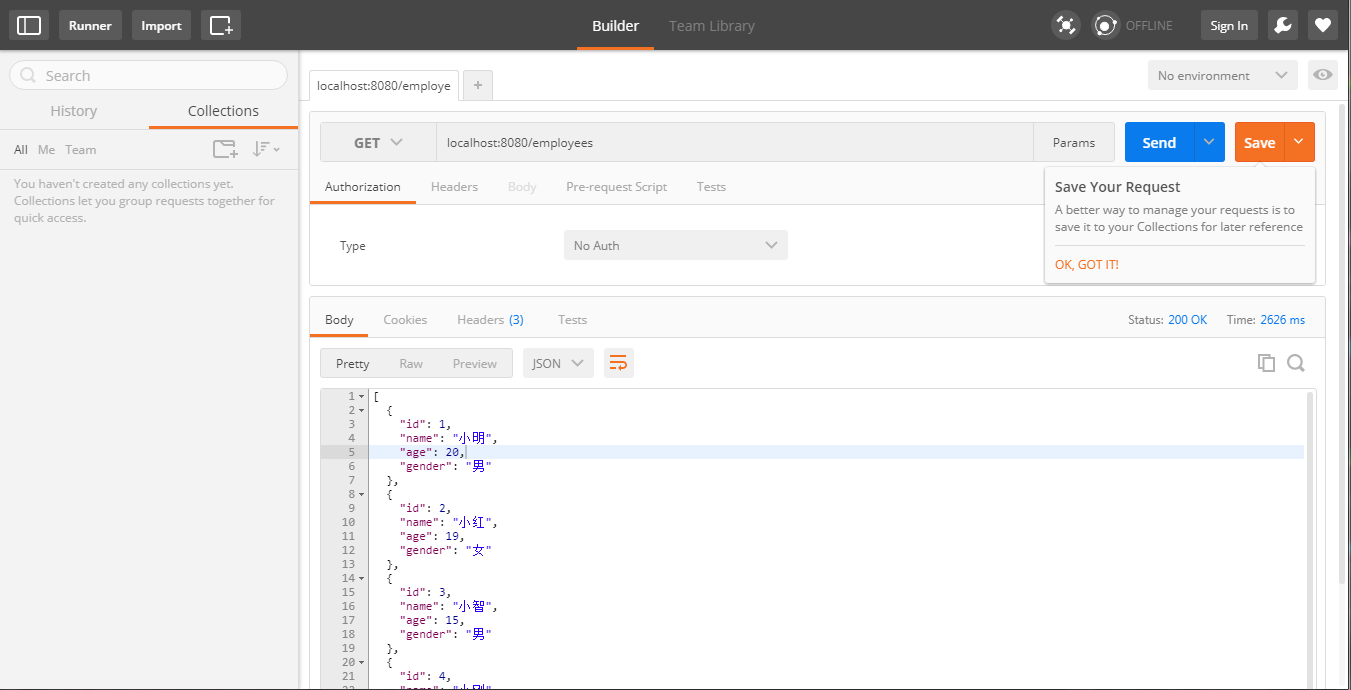 Runner Import Builder Team Library OFFLINE Sign In
Search
History Collections
All Me Team
You haven't created any collections yet.
Collections let you group requests together for
quick access.
localhost:8080/employe + No environment
GET localhost:8080/employees Params Send Save
Authorization Headers Body Pre-request Script Tests
Type No Auth
Save Your Request
A better way to manage your requests is to
save it to your Collections for later reference
OK, GOT IT!
Body Cookies Headers (3) Tests Status: 200 OK Time: 2626 ms
Pretty Raw Preview JSON
1 [
2 {
3 "id": 1,
4 "name": "小明",
5 "age": 20,
6 "gender": "男"
7 },
8 {
9 "id": 2,
10 "name": "小红",
11 "age": 19,
12 "gender": "女"
13 },
14 {
15 "id": 3,
16 "name": "小智",
17 "age": 15,
18 "gender": "男"
19 },
20 {
21 "id": 4,